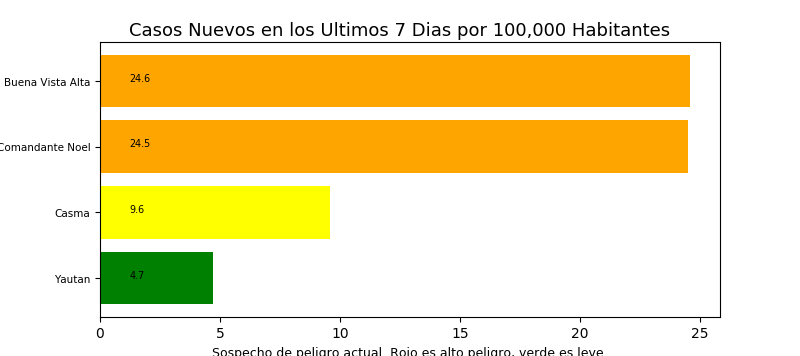 Casos Nuevos en los Ultimos 7 Dias por 100,000 Habitantes
Buena Vista Alta 24.6
Comandante Noel 24.5
Casma 9.6
Yautan 4.7
0 5 10 15 20 25
Sospecho de peligro actual. Rojo es alto peligro, verde es leve